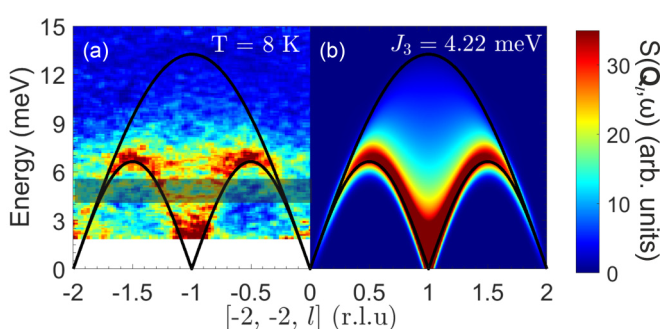 15
12
9
6
3
0
Energy (meV)
(a)
T = 8 K
(b)
J₃ = 4.22 meV
-2
-1.5
-1
-0.5
0
0.5
1
1.5
2
[-2, -2, l] (r.l.u)
30
20
10
0
S(Q,ω) (arb. units)